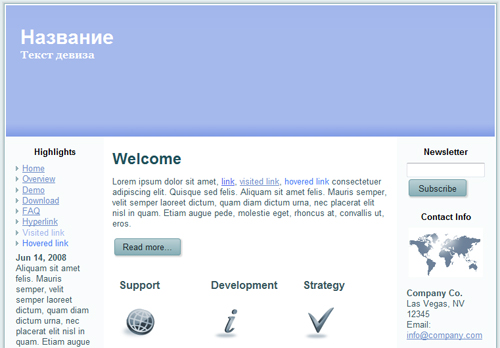 Название
Текст девиза
Highlights
Home
Overview
Demo
Download
FAQ
Hyperlink
Visited link
Hovered link
Jun 14, 2008
Aliquam sit amet
felis. Mauris
semper, velit
semper laoreet
dictum, quam diam
dictum urna, nec
placerat elit nisl in
quam. Etiam augue
Welcome
Lorem ipsum dolor sit amet, link, visited link, hovered link consectetuer
adipiscing elit. Quisque sed felis. Aliquam sit amet felis. Mauris semper,
velit semper laoreet dictum, quam diam dictum urna, nec placerat elit
nisl in quam. Etiam augue pede, molestie eget, rhoncus at, convallis ut,
eros.
Read more...
Support
Development
Strategy
Newsletter
Subscribe
Contact Info
Company Co.
Las Vegas, NV
12345
Email:
info@company.com